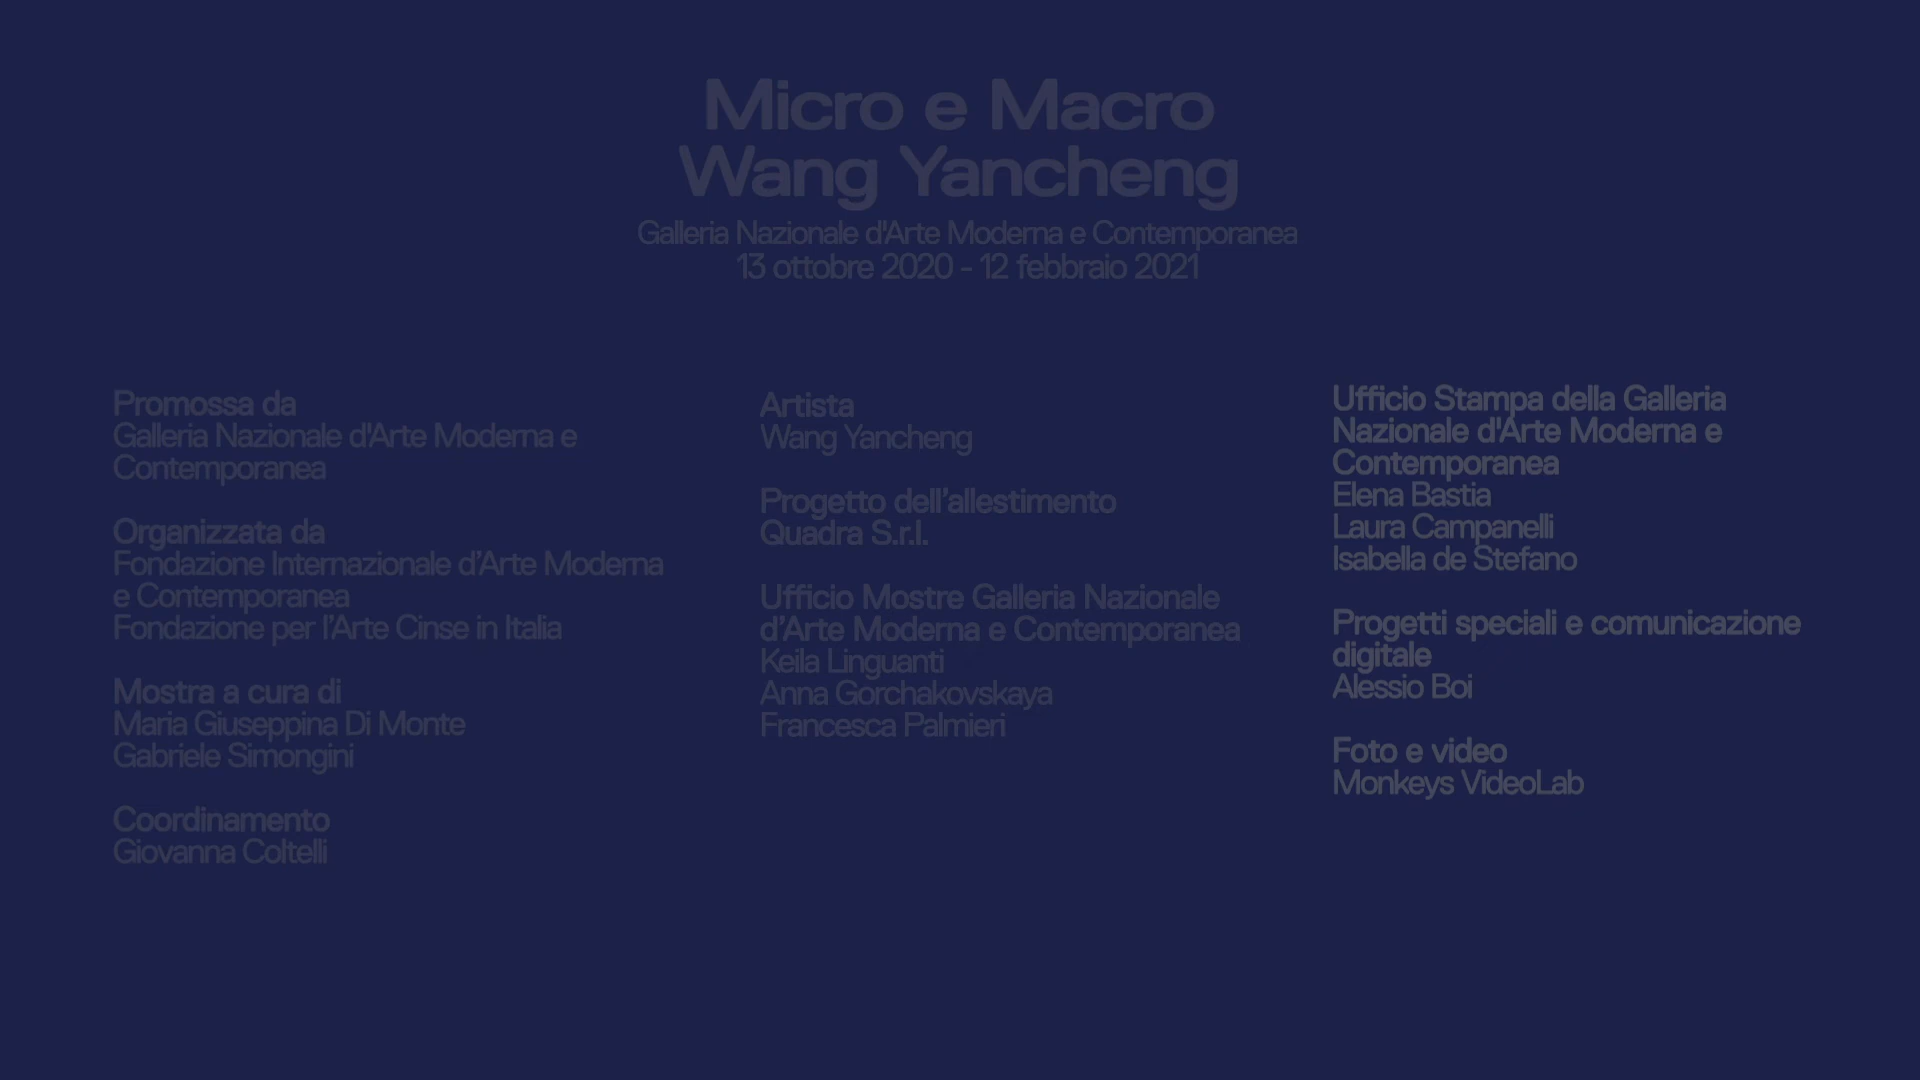 Micro e Macro
Wang Yancheng
Galleria Nazionale d'Arte Moderna e Contemporanea
13 ottobre 2020 - 12 febbraio 2021
Promossa da
Galleria Nazionale d'Arte Moderna e
Contemporanea
Organizzata da
Fondazione Internazionale d’Arte Moderna
e Contemporanea
Fondazione per l’Arte Cinse in Italia
Mostra a cura di
Maria Giuseppina Di Monte
Gabriele Simongini
Coordinamento
Giovanna Coltelli
Artista
Wang Yancheng
Progetto dell’allestimento
Quadra S.r.l.
Ufficio Mostre Galleria Nazionale
d’Arte Moderna e Contemporanea
Keila Linguanti
Anna Gorchakovskaya
Francesca Palmieri
Ufficio Stampa della Galleria
Nazionale d'Arte Moderna e
Contemporanea
Elena Bastia
Laura Campanelli
Isabella de Stefano
Progetti speciali e comunicazione
digitale
Alessio Boi
Foto e video
Monkeys VideoLab